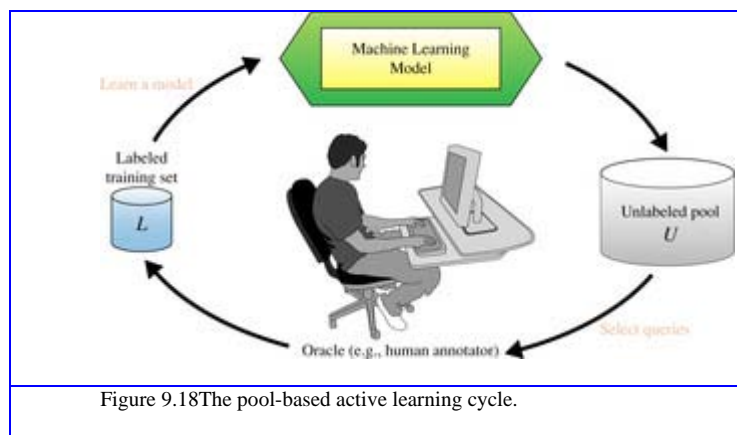 Machine Learning
Model
Learn a model
Labeled
training set
L
Unlabeled pool
U
Select queries
Oracle (e.g., human annotator)
Figure 9.18The pool-based active learning cycle.